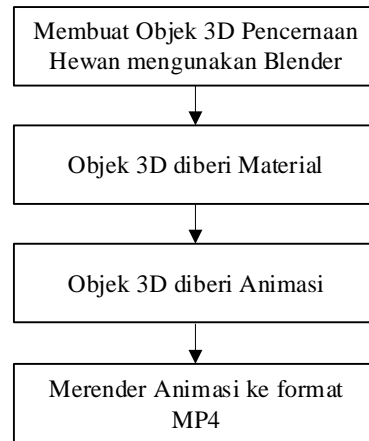 Membuat Objek 3D Pencernaan
Hewan mengunakan Blender
Objek 3D diberi Material
Objek 3D diberi Animasi
Merender Animasi ke format
MP4